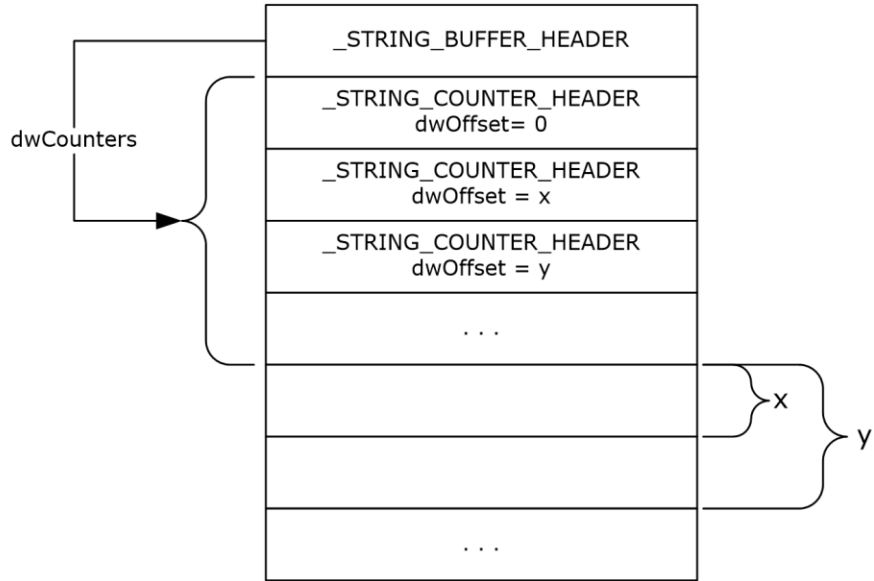 _STRING_BUFFER_HEADER
_STRING_COUNTER_HEADER
dwOffset= 0
dwCounters
_STRING_COUNTER_HEADER
dwOffset = x
_STRING_COUNTER_HEADER
dwOffset = y
. . .
x
y
. . .